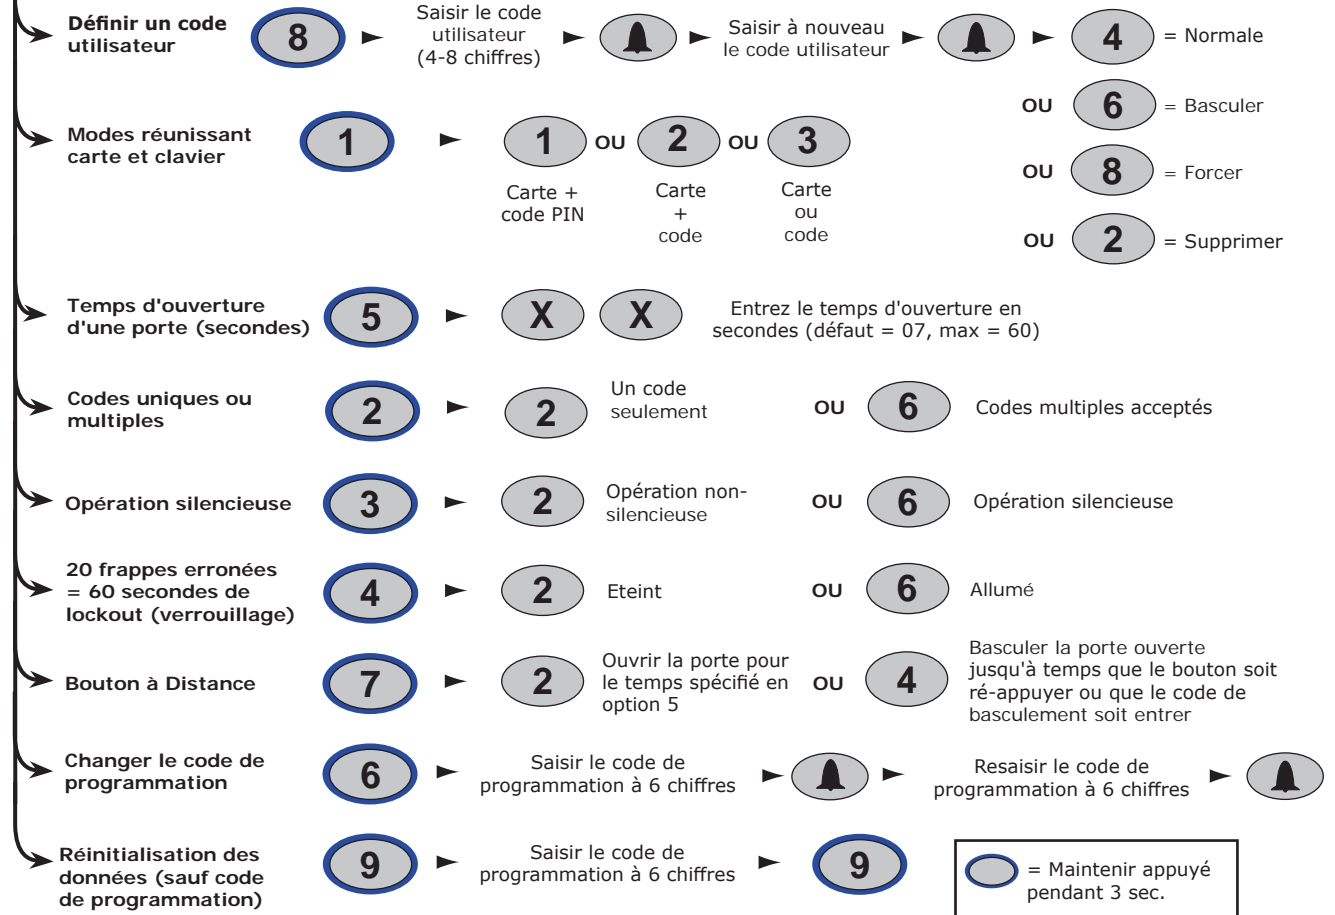 Définir un code
utilisateur
8
Saisir le code
utilisateur
(4-8 chiffres)
Saisir à nouveau
le code utilisateur
4
= Normale
OU
6
= Basculer
OU
8
= Forcer
OU
2
= Supprimer
Modes réunissant
carte et clavier
1
1
OU
2
OU
3
Carte +
code PIN
Carte
+
code
Carte
ou
code
Temps d'ouverture
d'une porte (secondes)
5
X
X
Entrez le temps d'ouverture en
secondes (défaut = 07, max = 60)
Codes uniques ou
multiples
2
2
Un code
seulement
OU
6
Codes multiples acceptés
Opération silencieuse
3
2
Opération non-
silencieuse
OU
6
Opération silencieuse
20 frappes erronées
= 60 secondes de
lockout (verrouillage)
4
2
Eteint
OU
6
Allumé
Bouton à Distance
7
2
Ouvrir la porte pour
le temps spécifié en
option 5
OU
4
Basculer la porte ouverte
jusqu'à temps que le bouton soit
ré-appuyer ou que le code de
basculement soit entrer
Changer le code de
programmation
6
Saisir le code de
programmation à 6 chiffres
Resaisir le code de
programmation à 6 chiffres
Réinitialisation des
données (sauf code
de programmation)
9
Saisir le code de
programmation à 6 chiffres
9
= Maintenir appuyé
pendant 3 sec.